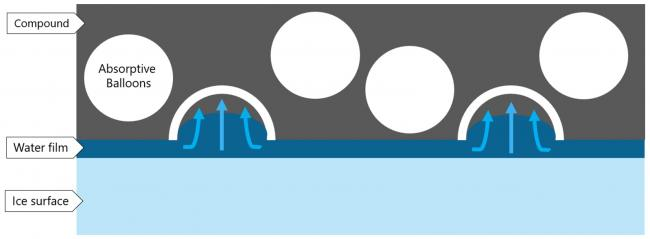 Compound
Absorptive
Balloons
Water film
Ice surface